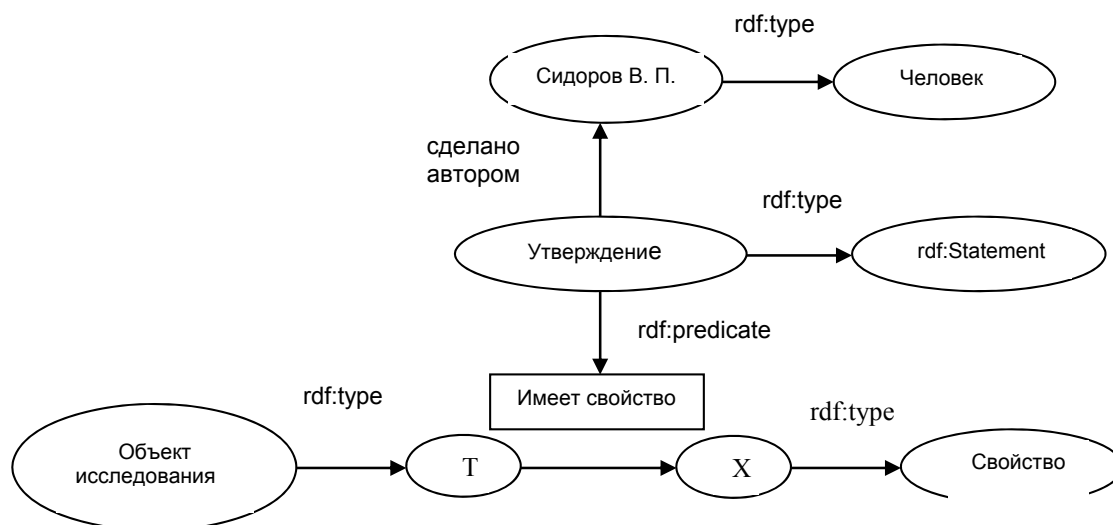 rdf:type
Сидоров В. П.
Человек
сделано
автором
rdf:type
Утверждение
rdf:Statement
rdf:predicate
rdf:type
Имеет свойство
rdf:type
Объект
исследования
T
X
Свойство